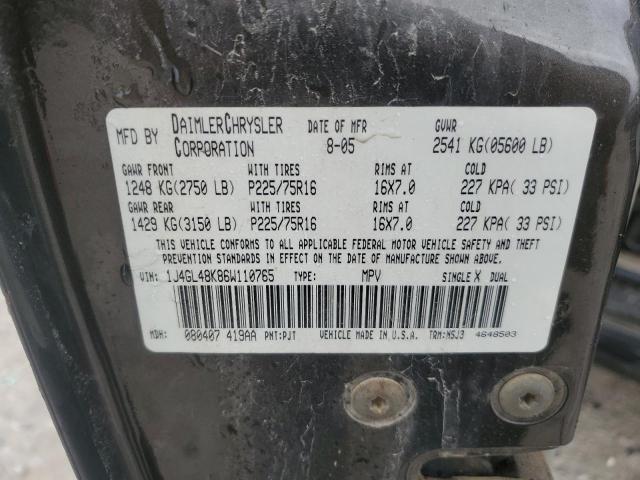 MFD BY DAIMLERCHRYSLER CORPORATION DATE OF MFR 8-05 GVWR 2541 KG(05600 LB)
GAWR FRONT WITH TIRES RIMS AT COLD
1248 KG(2750 LB) P225/75R16 16X7.0 227 KPA( 33 PSI)
GAWR REAR WITH TIRES RIMS AT COLD
1429 KG(3150 LB) P225/75R16 16X7.0 227 KPA( 33 PSI)
THIS VEHICLE CONFORMS TO ALL APPLICABLE FEDERAL MOTOR VEHICLE SAFETY AND THEFT
PREVENTION STANDARDS IN EFFECT ON THE DATE OF MANUFACTURE SHOWN ABOVE.
VIN: 1J4GL48K86W110765 TYPE: MPV SINGLE X DUAL
MDH: 080407 419AA PNT:PJT VEHICLE MADE IN U.S.A. TRM:N5J3 4648503